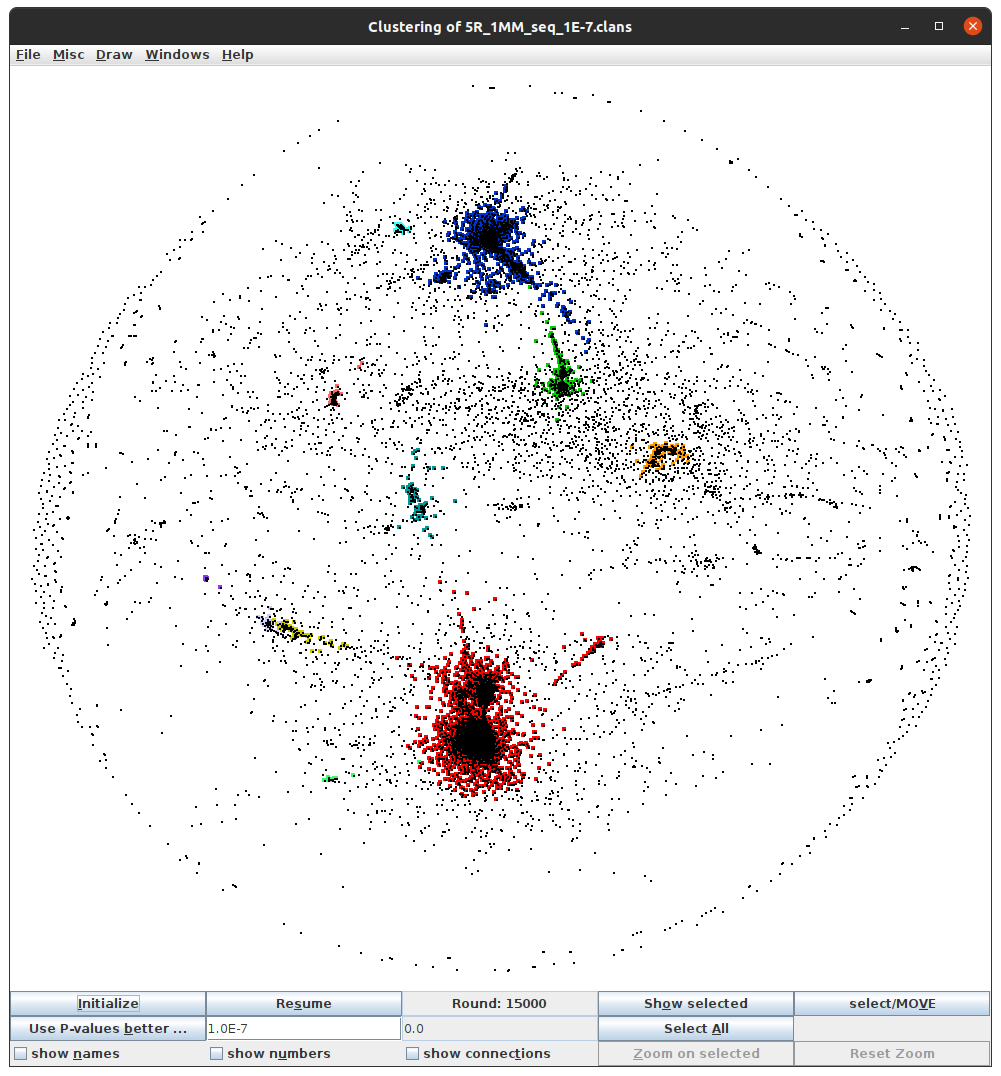 Clustering of 5R_1MM_seq_1E-7.clans
File Misc Draw Windows Help
Initialize Resume Round: 15000 Show selected select/MOVE
Use P-values better ... 1.0E-7 0.0 Select All
show names show numbers show connections Zoom on selected Reset Zoom